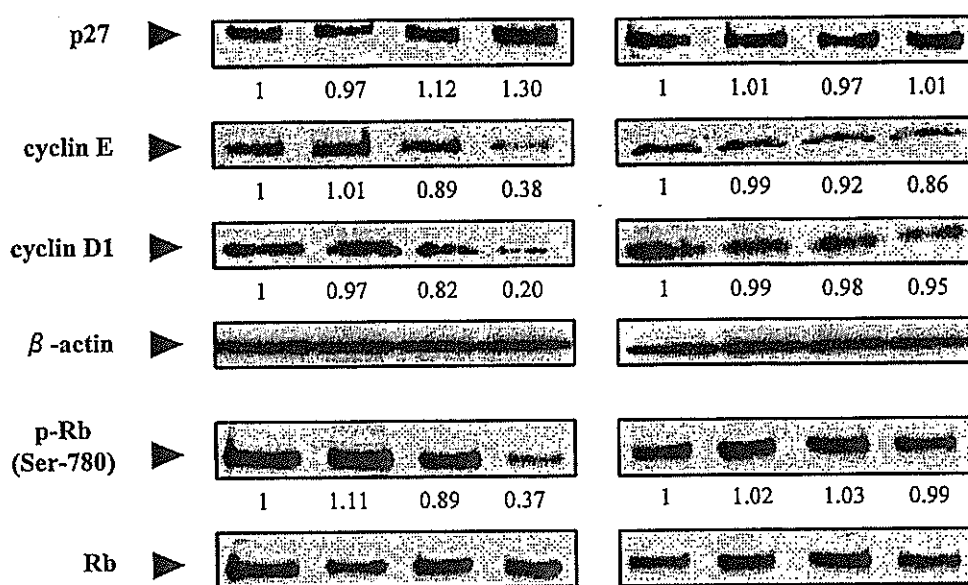 p27
1 0.97 1.12 1.30 1 1.01 0.97 1.01
cyclin E
1 1.01 0.89 0.38 1 0.99 0.92 0.86
cyclin D1
1 0.97 0.82 0.20 1 0.99 0.98 0.95
β-actin
p-Rb
(Ser-780)
1 1.11 0.89 0.37 1 1.02 1.03 0.99
Rb